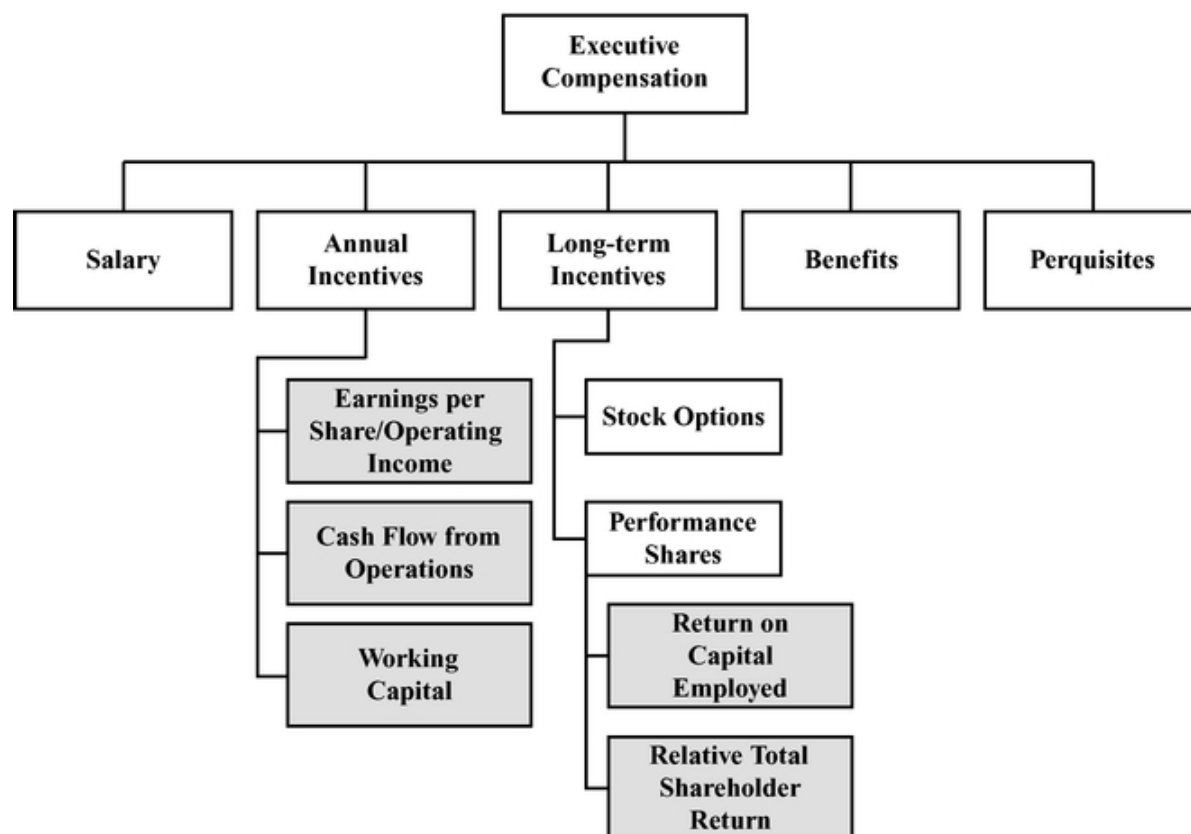 Executive
Compensation
Salary
Annual
Incentives
Long-term
Incentives
Benefits
Perquisites
Earnings per
Share/Operating
Income
Cash Flow from
Operations
Working
Capital
Stock Options
Performance
Shares
Return on
Capital
Employed
Relative Total
Shareholder
Return